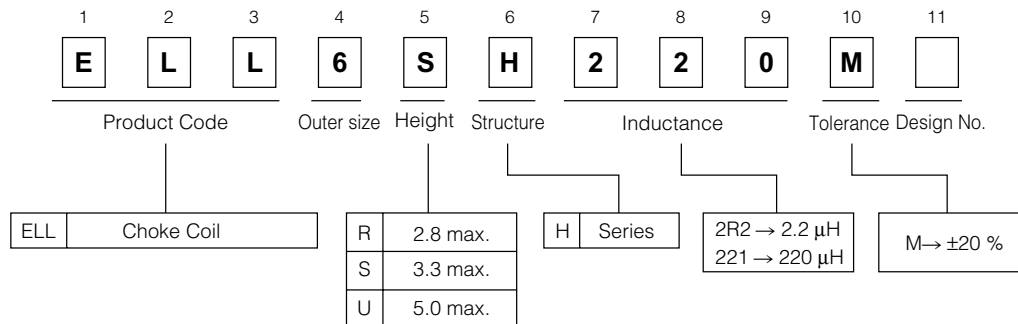 1 2 3 4 5 6 7 8 9 10 11
E L L 6 S H 2 2 0 M
Product Code Outer size Height Structure Inductance Tolerance Design No.
ELL Choke Coil
R 2.8 max.
S 3.3 max.
U 5.0 max.
H Series
2R2 → 2.2 μH
221 → 220 μH
M→ ±20 %